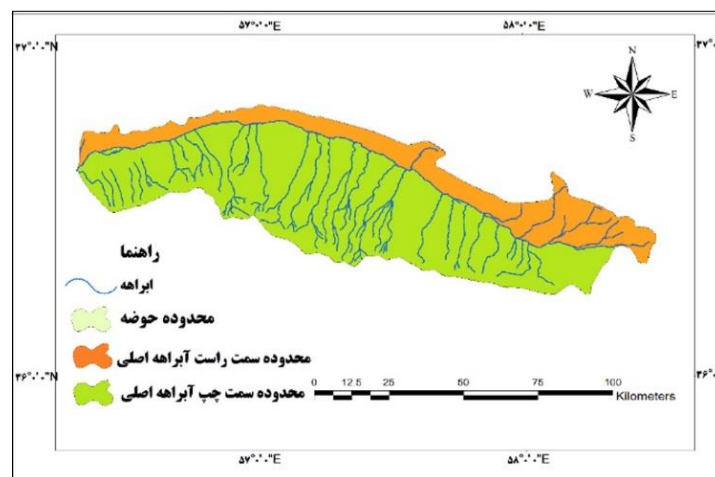 ۵۷°۰'۰"E ۵۸°۰'۰"E
۳۷°۰'۰"N ۳۷°۰
N
W E
S
راهنما
ابراهه
محدوده حوضه
محدوده سمت راست آبراهه اصلی
محدوده سمت چپ آبراهه اصلی
۳۶°۰'۰"N ۳۶°۰
0 12.5 25 50 75 100
Kilometers
۵۷°۰'۰"E ۵۸°۰'۰"E